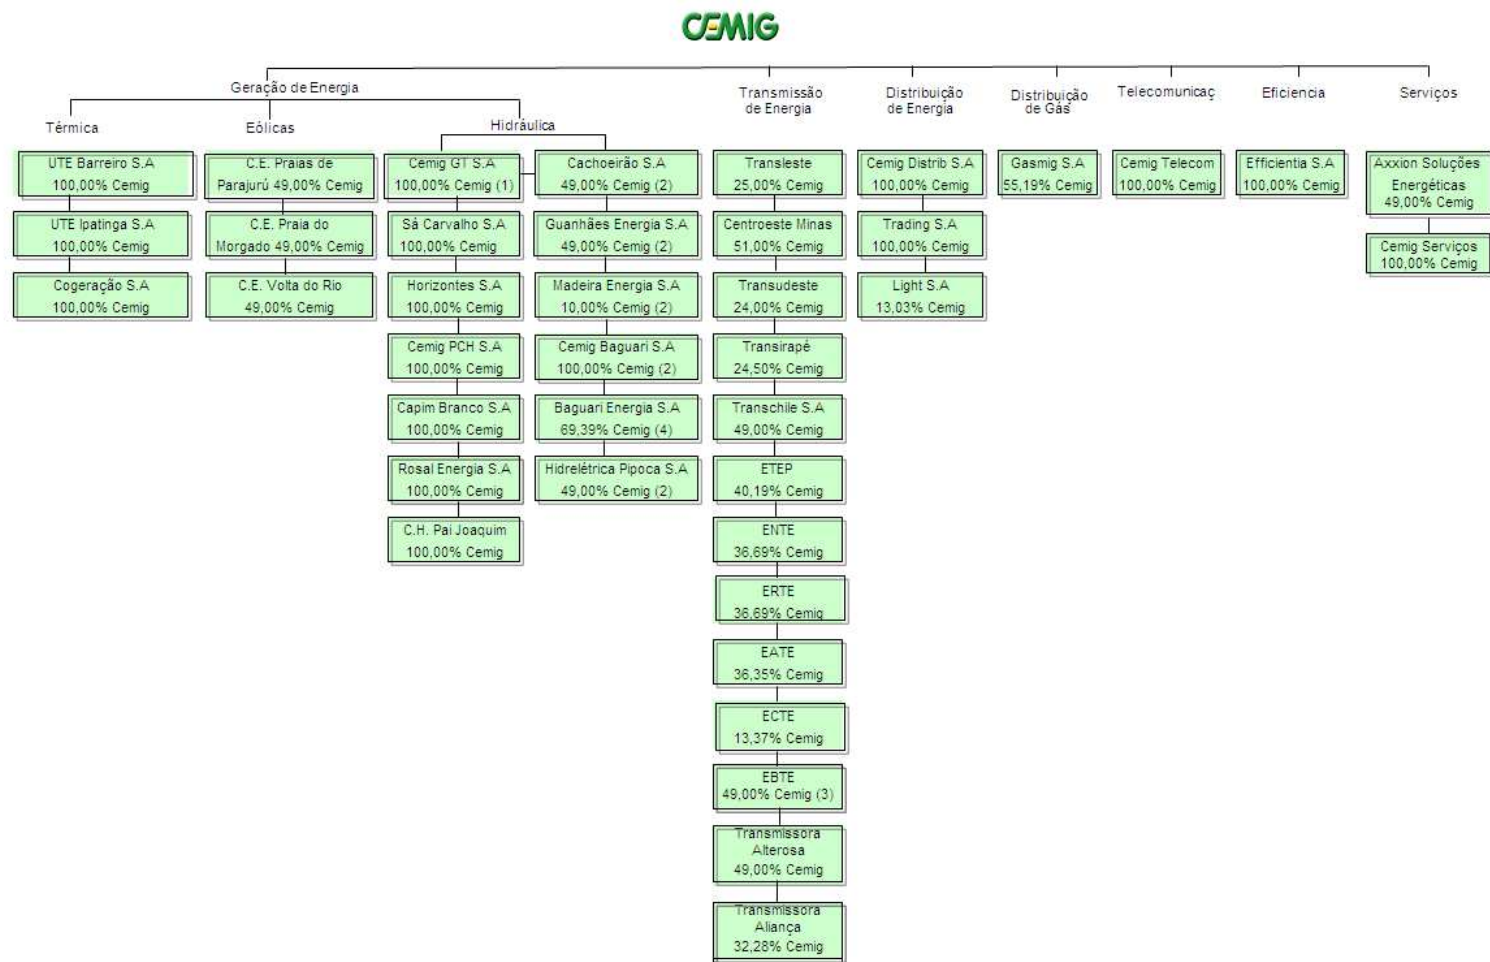 CEMIG
Geração de Energia
Transmissão
de Energia
Distribuição
de Energia
Distribuição
de Gás
Telecomunicaç
Eficiencia
Serviços
Térmica
Eólicas
Hidráulica
UTE Barreiro S.A
100,00% Cemig
UTE Ipatinga S.A
100,00% Cemig
Cogeração S.A
100,00% Cemig
C.E. Praias de
Parajurú 49,00% Cemig
C.E. Praia do
Morgado 49,00% Cemig
C.E. Volta do Rio
49,00% Cemig
Cemig GT S.A
100,00% Cemig (1)
Sá Carvalho S.A
100,00% Cemig
Horizontes S.A
100,00% Cemig
Cemig PCH S.A
100,00% Cemig
Capim Branco S.A
100,00% Cemig
Rosal Energia S.A
100,00% Cemig
C.H. Pai Joaquim
100,00% Cemig
Cachoeirão S.A
49,00% Cemig (2)
Guanhães Energia S.A
49,00% Cemig (2)
Madeira Energia S.A
10,00% Cemig (2)
Cemig Baguari S.A
100,00% Cemig (2)
Baguari Energia S.A
69,39% Cemig (4)
Hidrelétrica Pipoca S.A
49,00% Cemig (2)
Transleste
25,00% Cemig
Centroeste Minas
51,00% Cemig
Transudeste
24,00% Cemig
Transirapé
24,50% Cemig
Transchile S.A
49,00% Cemig
ETEP
40,19% Cemig
ENTE
36,69% Cemig
ERTE
36,69% Cemig
EATE
36,35% Cemig
ECTE
13,37% Cemig
EBTE
49,00% Cemig (3)
Transmissora
Alterosa
49,00% Cemig
Transmissora
Aliança
32,28% Cemig
Cemig Distrib S.A
100,00% Cemig
Trading S.A
100,00% Cemig
Light S.A
13,03% Cemig
Gasmig S.A
55,19% Cemig
Cemig Telecom
100,00% Cemig
Efficientia S.A
100,00% Cemig
Axxion Soluções
Energéticas
49,00% Cemig
Cemig Serviços
100,00% Cemig